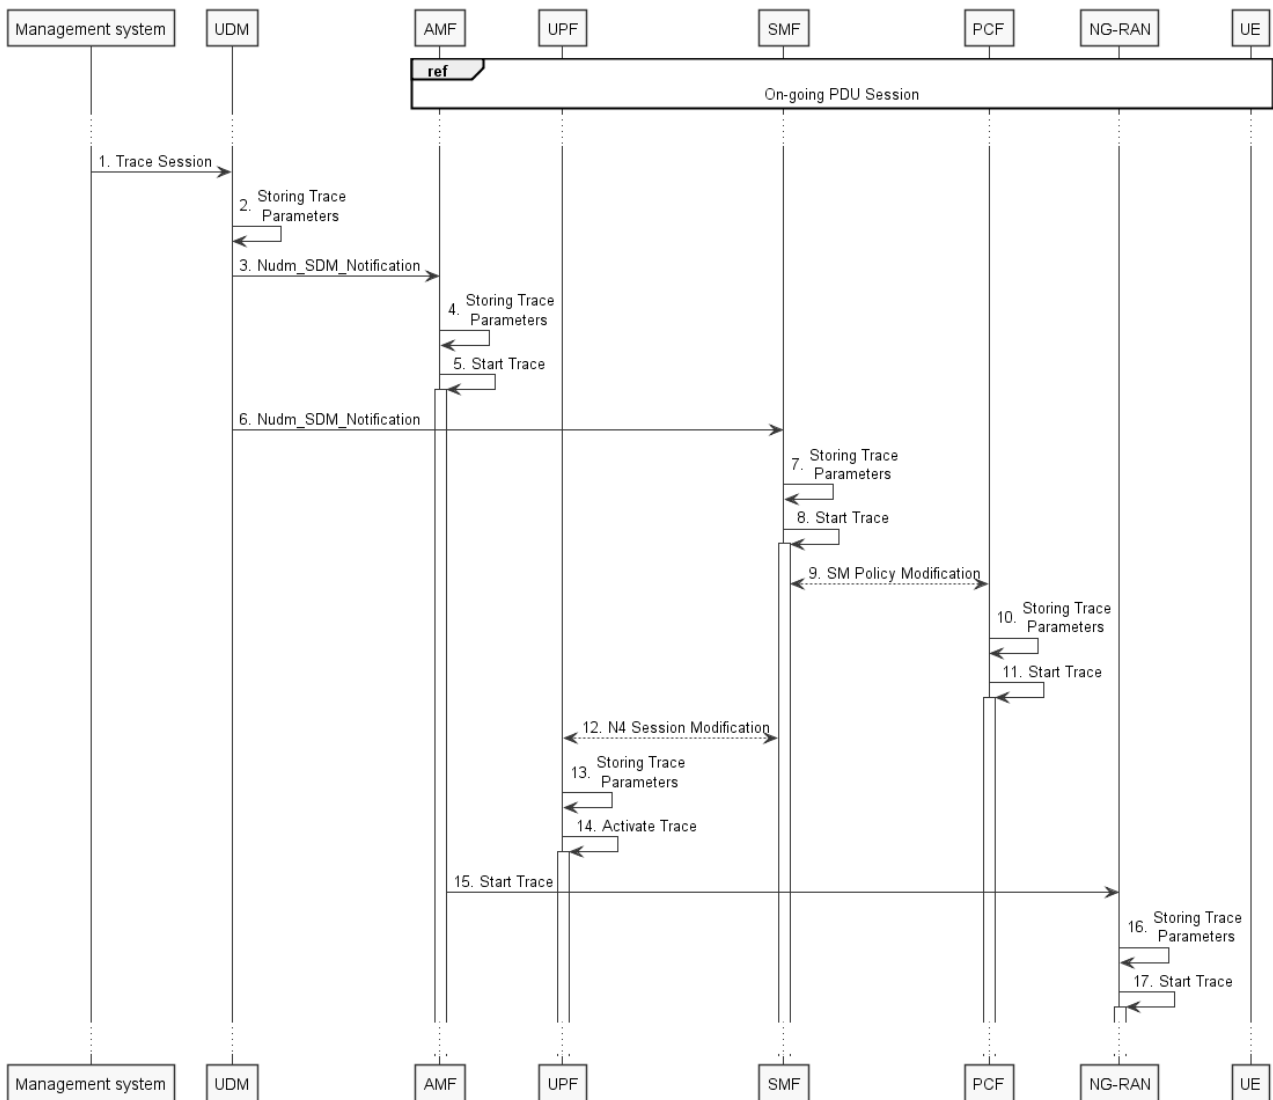 Management system
UDM
AMF
UPF
SMF
PCF
NG-RAN
UE
ref
On-going PDU Session
1. Trace Session
2. Storing Trace
Parameters
3. Nudm_SDM_Notification
4. Storing Trace
Parameters
5. Start Trace
6. Nudm_SDM_Notification
7. Storing Trace
Parameters
8. Start Trace
9. SM Policy Modification
10. Storing Trace
Parameters
11. Start Trace
12. N4 Session Modification
13. Storing Trace
Parameters
14. Activate Trace
15. Start Trace
16. Storing Trace
Parameters
17. Start Trace
Management system
UDM
AMF
UPF
SMF
PCF
NG-RAN
UE